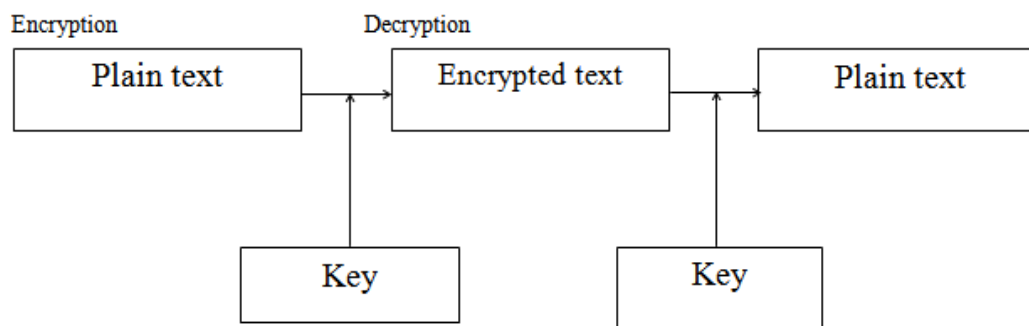 Encryption
Decryption
Plain text
Encrypted text
Plain text
Key
Key